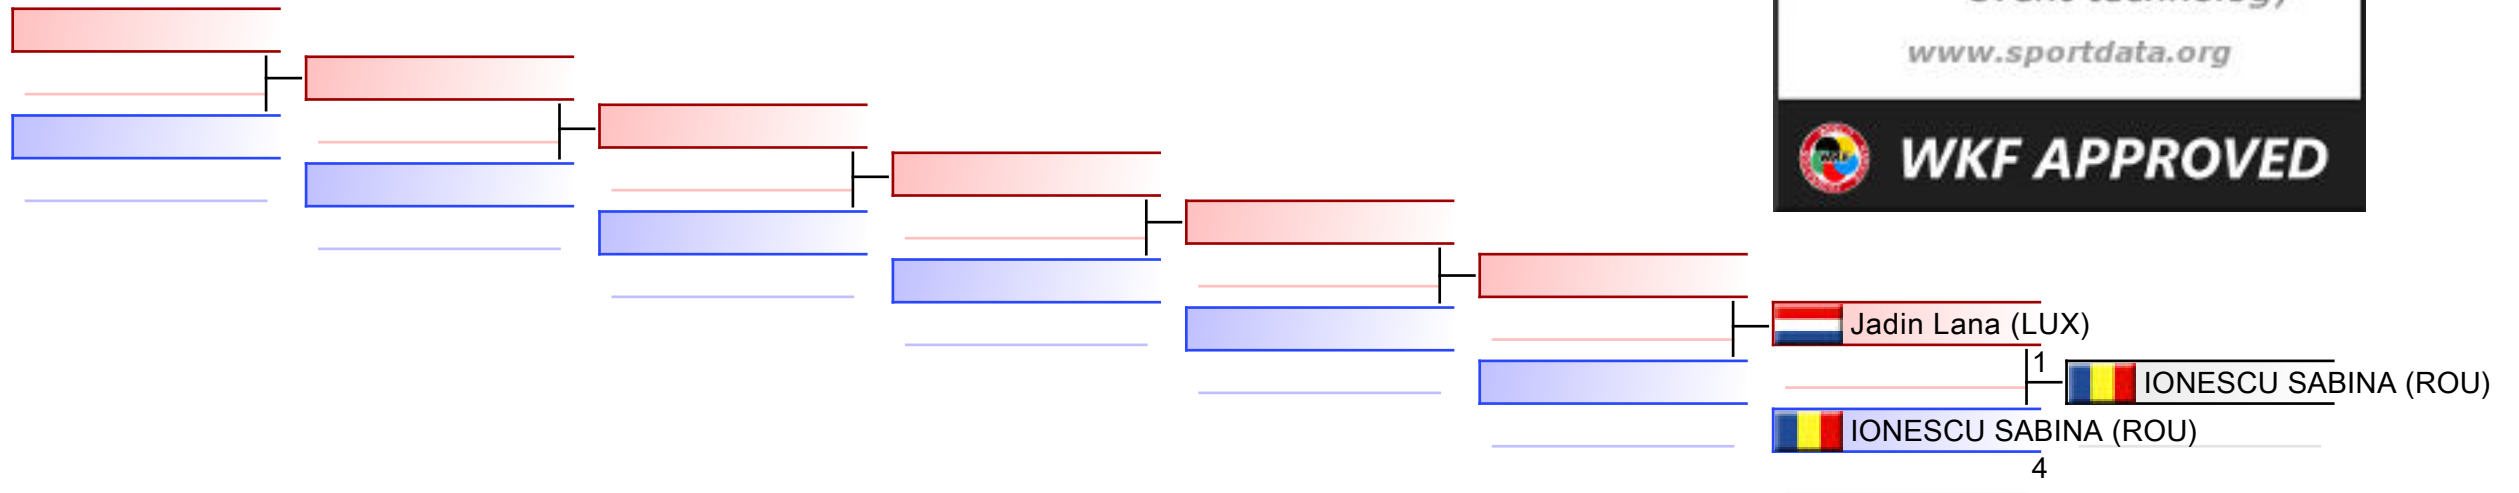 www.sportdata.org
WKF APPROVED
Jadin Lana (LUX)
1
IONESCU SABINA (ROU)
IONESCU SABINA (ROU)
4